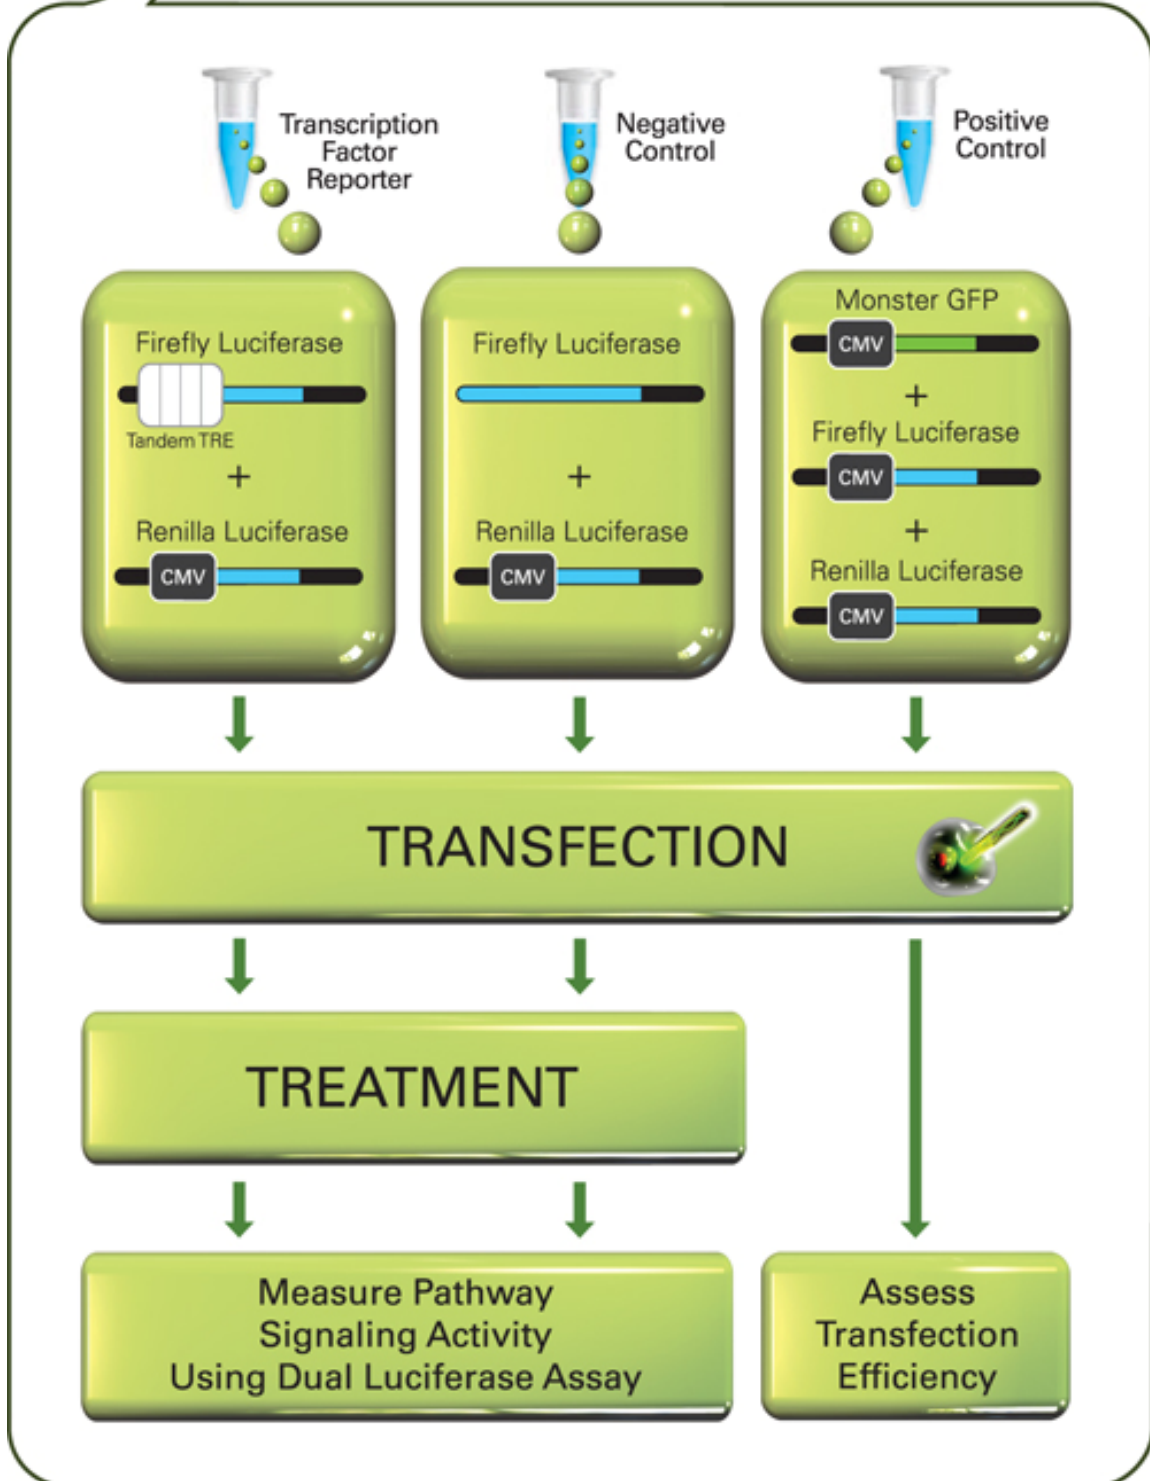 Transcription
Factor
Reporter
Negative
Control
Positive
Control
Firefly Luciferase
Tandem TRE
+
Renilla Luciferase
CMV
Firefly Luciferase
+
Renilla Luciferase
CMV
Monster GFP
CMV
+
Firefly Luciferase
CMV
+
Renilla Luciferase
CMV
TRANSFECTION
TREATMENT
Measure Pathway
Signaling Activity
Using Dual Luciferase Assay
Assess
Transfection
Efficiency